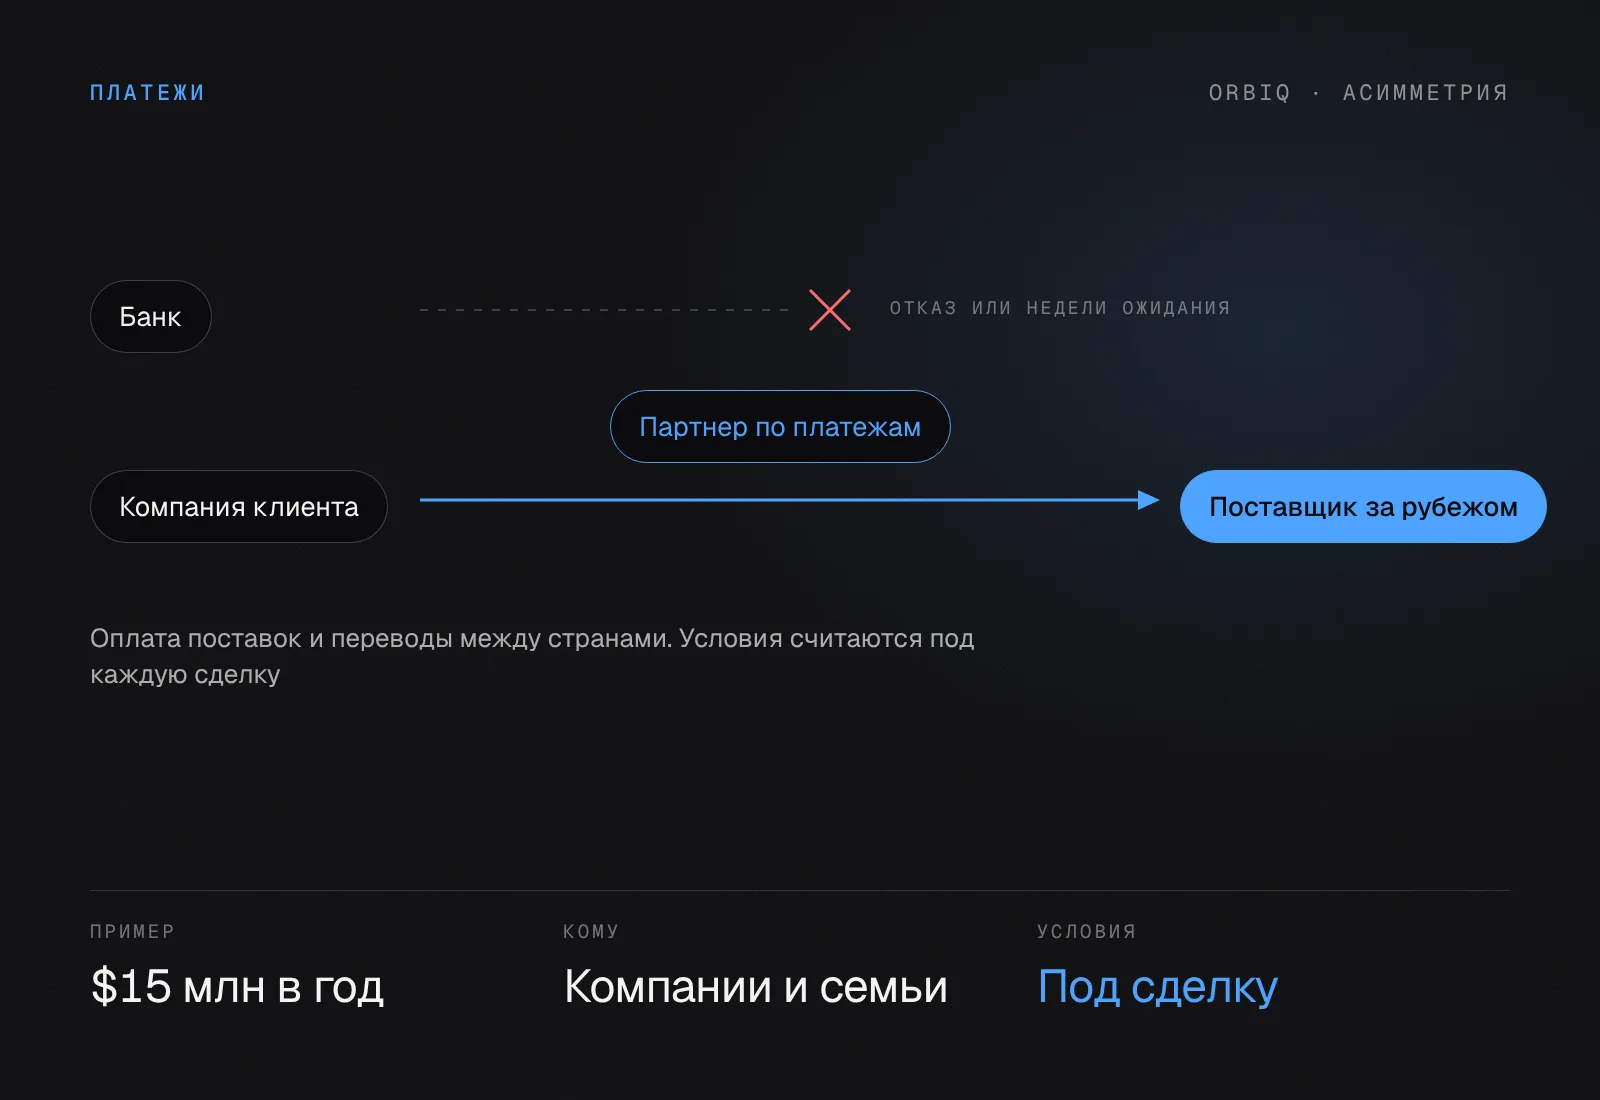 ПЛАТЕЖИ
ORBIQ · АСИММЕТРИЯ
Банк
ОТКАЗ ИЛИ НЕДЕЛИ ОЖИДАНИЯ
Партнер по платежам
Компания клиента
Поставщик за рубежом
Оплата поставок и переводы между странами. Условия считаются под
каждую сделку
ПРИМЕР
$15 млн в год
КОМУ
Компании и семьи
УСЛОВИЯ
Под сделку